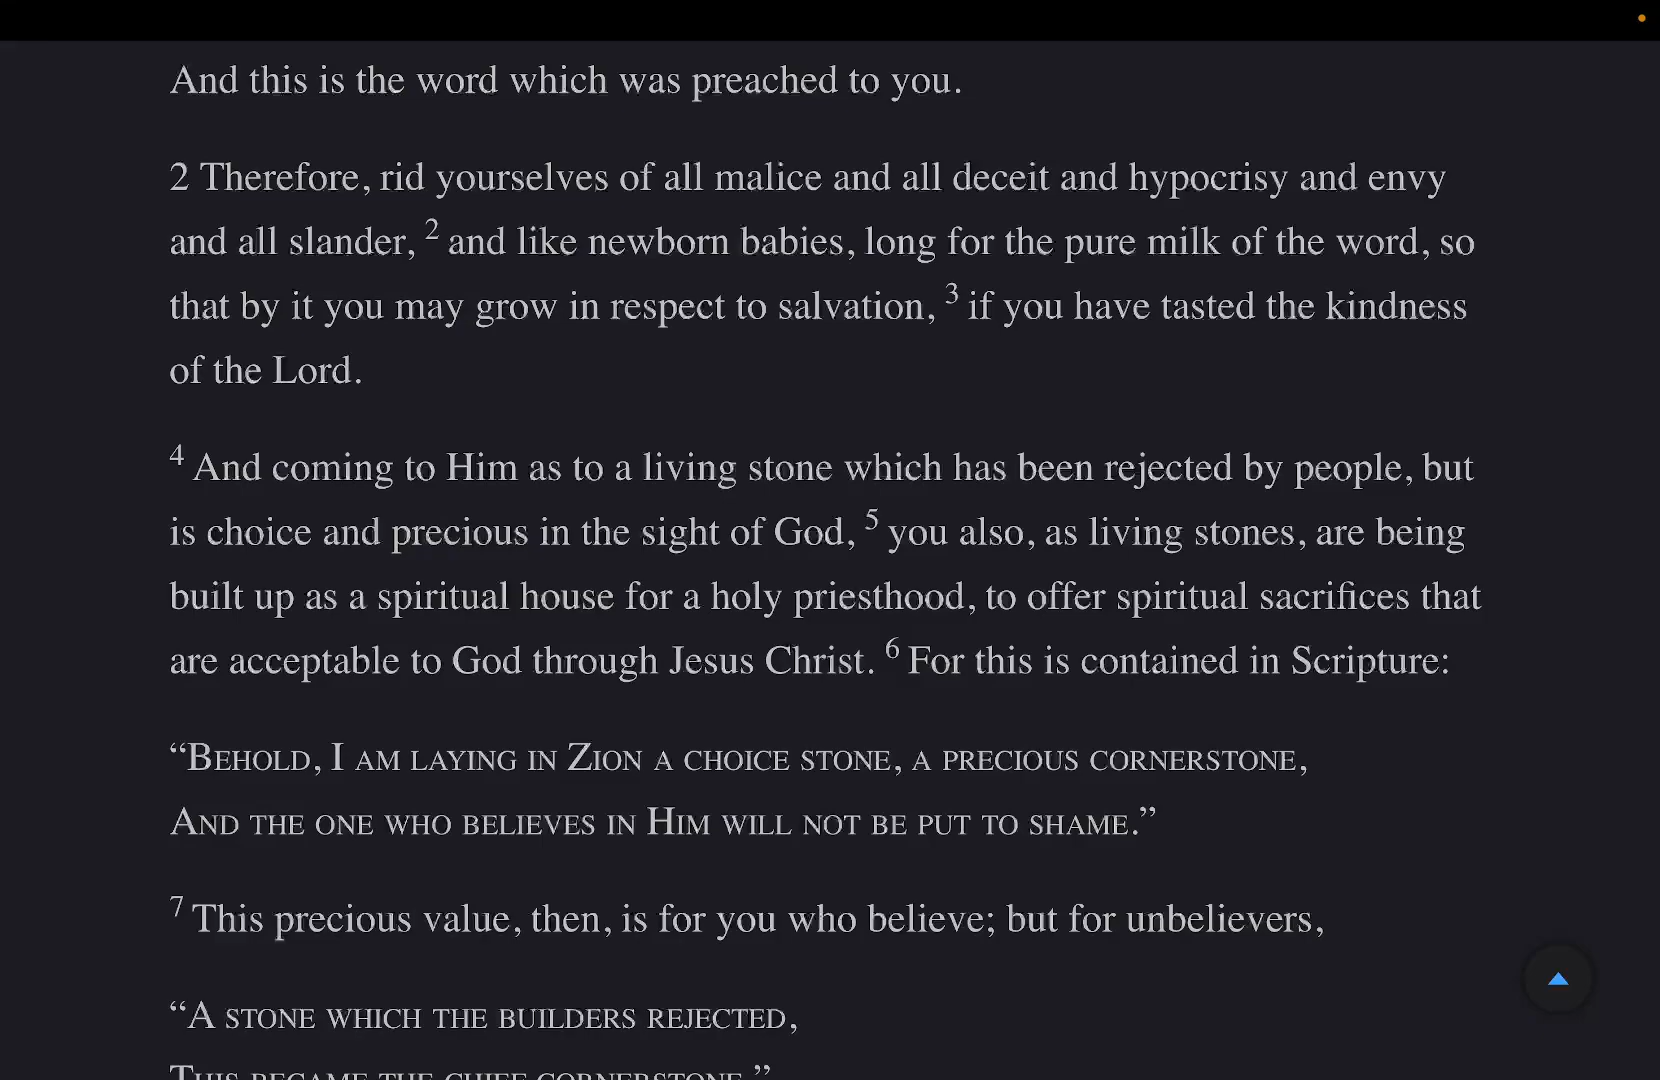 And this is the word which was preached to you.
2 Therefore, rid yourselves of all malice and all deceit and hypocrisy and envy
and all slander, 2 and like newborn babies, long for the pure milk of the word, so
that by it you may grow in respect to salvation, 3 if you have tasted the kindness
of the Lord.
4 And coming to Him as to a living stone which has been rejected by people, but
is choice and precious in the sight of God, 5 you also, as living stones, are being
built up as a spiritual house for a holy priesthood, to offer spiritual sacrifices that
are acceptable to God through Jesus Christ. 6 For this is contained in Scripture:
“Behold, I am laying in Zion a choice stone, a precious cornerstone,
And the one who believes in Him will not be put to shame.”
7 This precious value, then, is for you who believe; but for unbelievers,
“A stone which the builders rejected,
This became the chief cornerstone,”